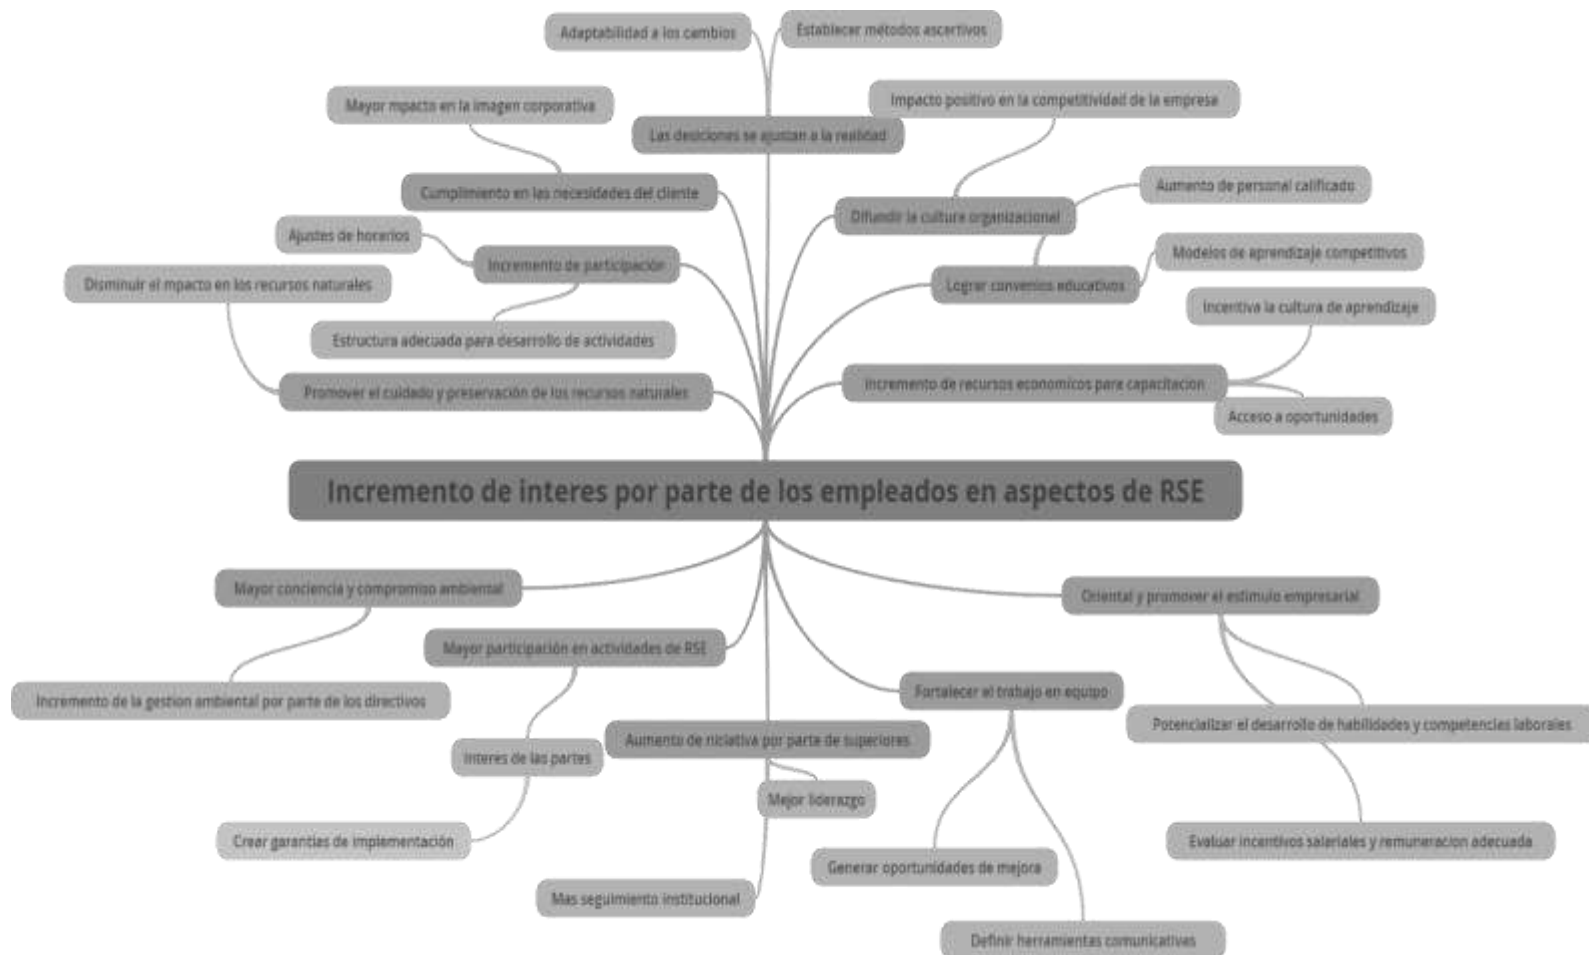 Adaptabilidad a los cambios
Establecer métodos ascertivos
Mayor mpacto en la imagen corporativa
Impacto positivo en la competitividad de la empresa
Las desiciones se ajustan a la realidad
Cumplimiento en las necesidades del cliente
Aumento de personal calificado
Difundir la cultura organizacional
Ajustes de horarios
Modelos de aprendizaje competitivos
Incremento de participación
Disminuir el mpacto en los recursos naturales
Lograr convenios educativos
Incentiva la cultura de aprendizaje
Estructura adecuada para desarrollo de actividades
Incremento de recursos economicos para capacitacion
Promover el cuidado y preservación de los recursos naturales
Acceso a oportunidades
Incremento de interes por parte de los empleados en aspectos de RSE
Mayor conciencia y compromiso ambiental
Oriental y promover el estimulo empresarial
Mayor participación en actividades de RSE
Fortalecer el trabajo en equipo
Incremento de la gestion ambiental por parte de los directivos
Potencializar el desarrollo de habilidades y competencias laborales
Aumento de niciativa por parte de superiores
Interes de las partes
Mejor liderazgo
Crear garantías de implementación
Evaluar incentivos salariales y remuneracion adecuada
Generar oportunidades de mejora
Mas seguimiento institucional
Definir herramientas comunicativas